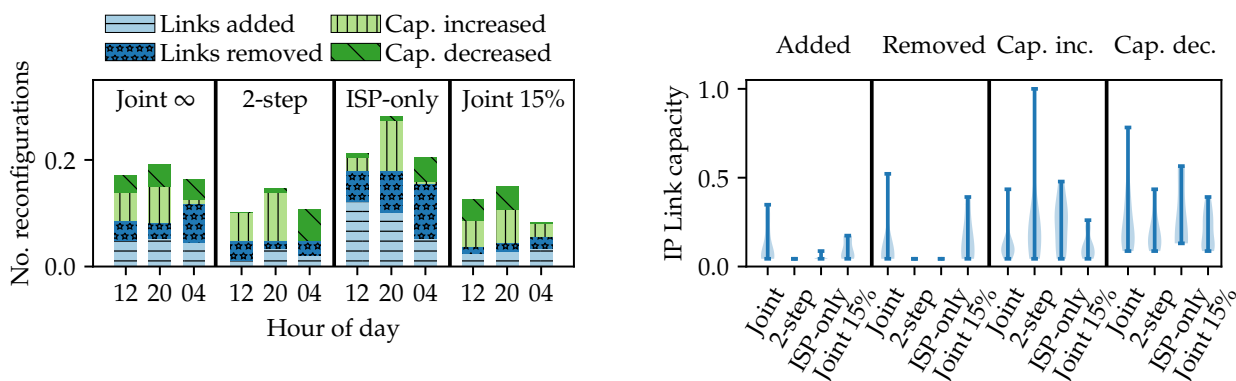 Links added
Cap. increased
Links removed
Cap. decreased
No. reconfigurations
0.2
0.0
Joint ∞
2-step
ISP-only
Joint 15%
12 20 04
12 20 04
12 20 04
12 20 04
Hour of day
Added
Removed
Cap. inc.
Cap. dec.
IP Link capacity
1.0
0.5
0.0
Joint
2-step
ISP-only
Joint 15%
Joint
2-step
ISP-only
Joint 15%
Joint
2-step
ISP-only
Joint 15%
Joint
2-step
ISP-only
Joint 15%